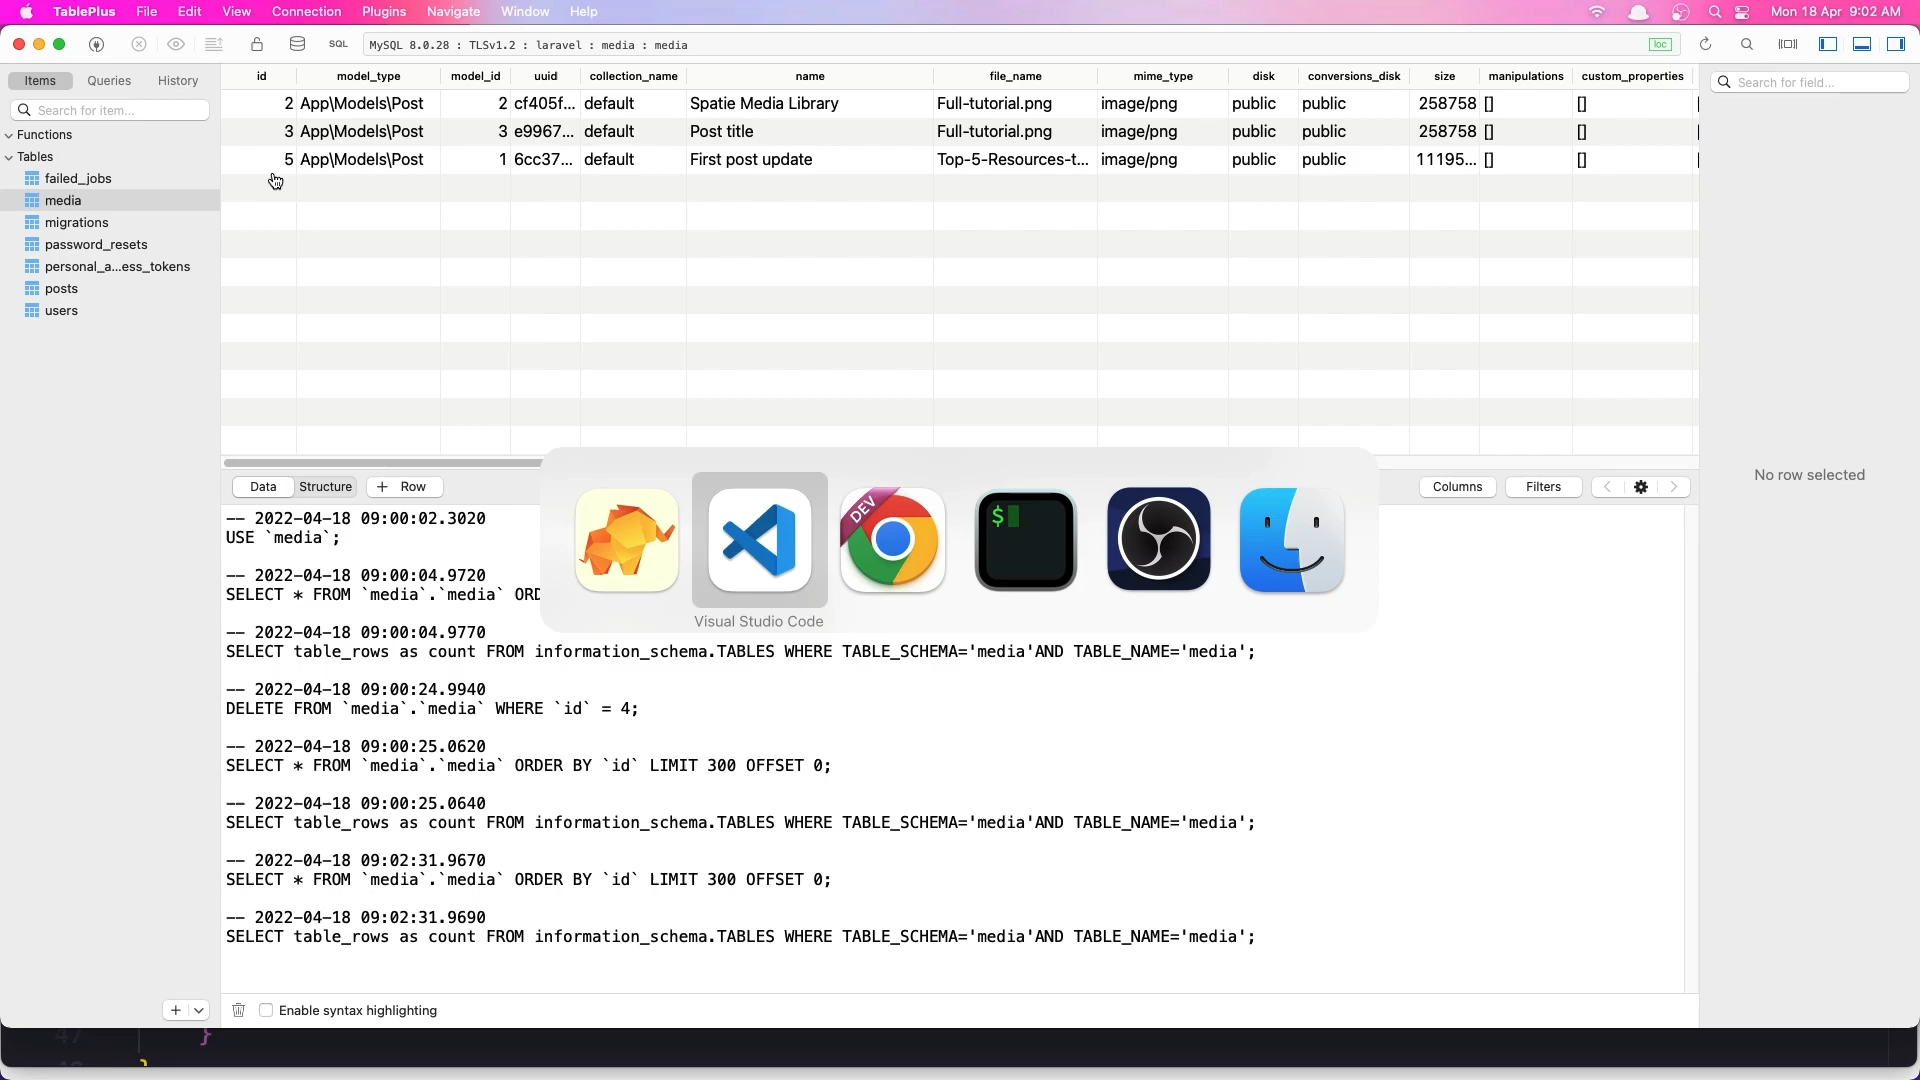 TablePlus File Edit View Connection Plugins Navigate Window Help Mon 18 Apr 9:02 AM
SQL MySQL 8.0.28 : TLSv1.2 : laravel : media : media loc
Items Queries History
Search for item...
Functions
Tables
failed_jobs
media
migrations
password_resets
personal_a...ess_tokens
posts
users
id model_type model_id uuid collection_name name file_name mime_type disk conversions_disk size manipulations custom_properties
2 App\Models\Post 2 cf405f... default Spatie Media Library Full-tutorial.png image/png public public 258758 [] []
3 App\Models\Post 3 e9967... default Post title Full-tutorial.png image/png public public 258758 [] []
5 App\Models\Post 1 6cc37... default First post update Top-5-Resources-t... image/png public public 11195... [] []
Search for field...
No row selected
Data Structure + Row Columns Filters
DEV
$
Visual Studio Code
-- 2022-04-18 09:00:02.3020
USE `media`;
-- 2022-04-18 09:00:04.9720
SELECT * FROM `media`.`media` ORD
-- 2022-04-18 09:00:04.9770
SELECT table_rows as count FROM information_schema.TABLES WHERE TABLE_SCHEMA='media'AND TABLE_NAME='media';
-- 2022-04-18 09:00:24.9940
DELETE FROM `media`.`media` WHERE `id` = 4;
-- 2022-04-18 09:00:25.0620
SELECT * FROM `media`.`media` ORDER BY `id` LIMIT 300 OFFSET 0;
-- 2022-04-18 09:00:25.0640
SELECT table_rows as count FROM information_schema.TABLES WHERE TABLE_SCHEMA='media'AND TABLE_NAME='media';
-- 2022-04-18 09:02:31.9670
SELECT * FROM `media`.`media` ORDER BY `id` LIMIT 300 OFFSET 0;
-- 2022-04-18 09:02:31.9690
SELECT table_rows as count FROM information_schema.TABLES WHERE TABLE_SCHEMA='media'AND TABLE_NAME='media';
Enable syntax highlighting
47 }